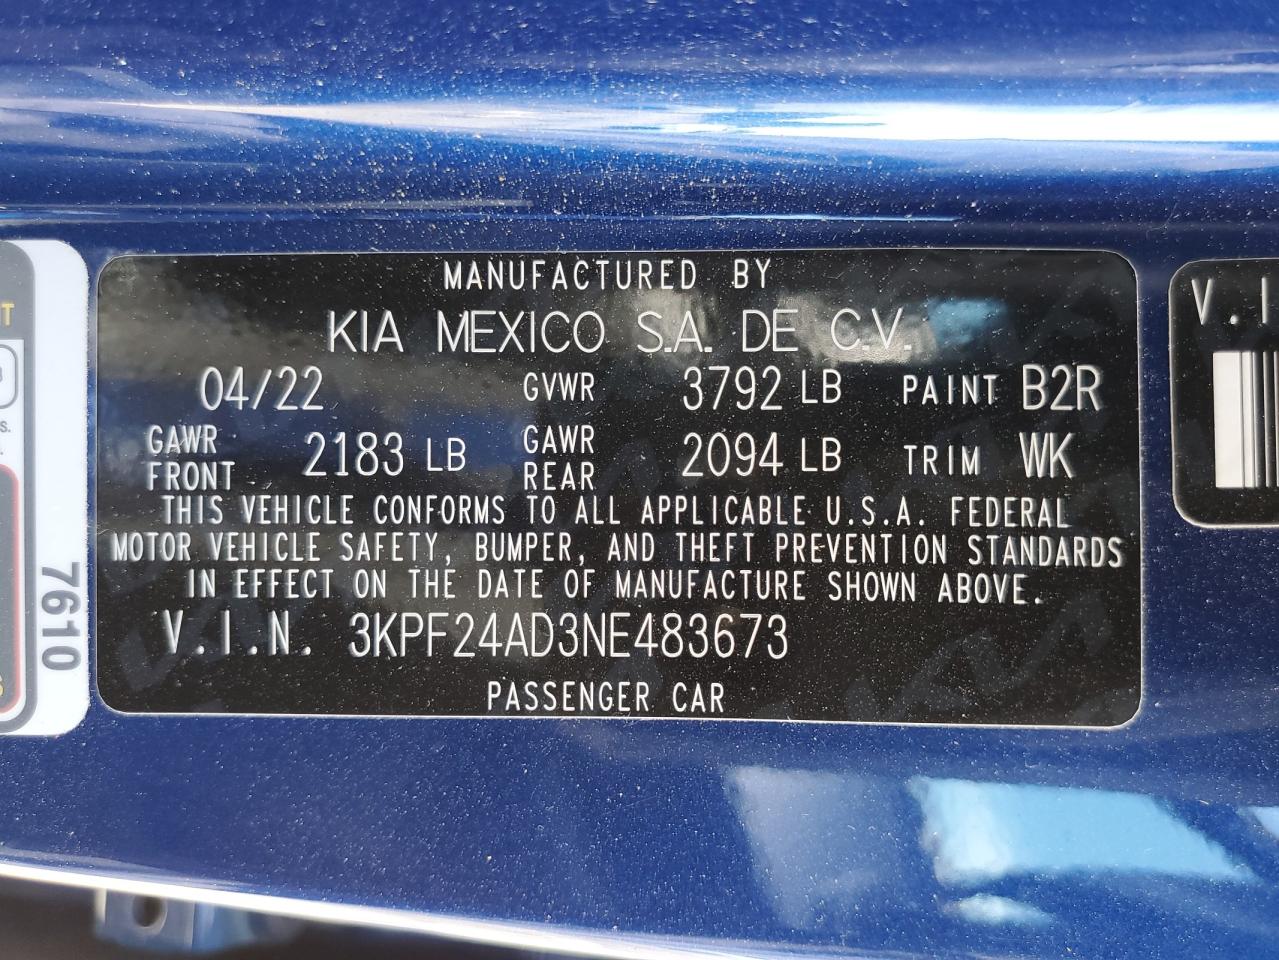 MANUFACTURED BY
KIA MEXICO S.A. DE C.V.
04/22 GVWR 3792 LB PAINT B2R
GAWR FRONT 2183 LB GAWR REAR 2094 LB TRIM WK
THIS VEHICLE CONFORMS TO ALL APPLICABLE U.S.A. FEDERAL
MOTOR VEHICLE SAFETY, BUMPER, AND THEFT PREVENTION STANDARDS
IN EFFECT ON THE DATE OF MANUFACTURE SHOWN ABOVE.
V.I.N. 3KPF24AD3NE483673
PASSENGER CAR
7610
V.I